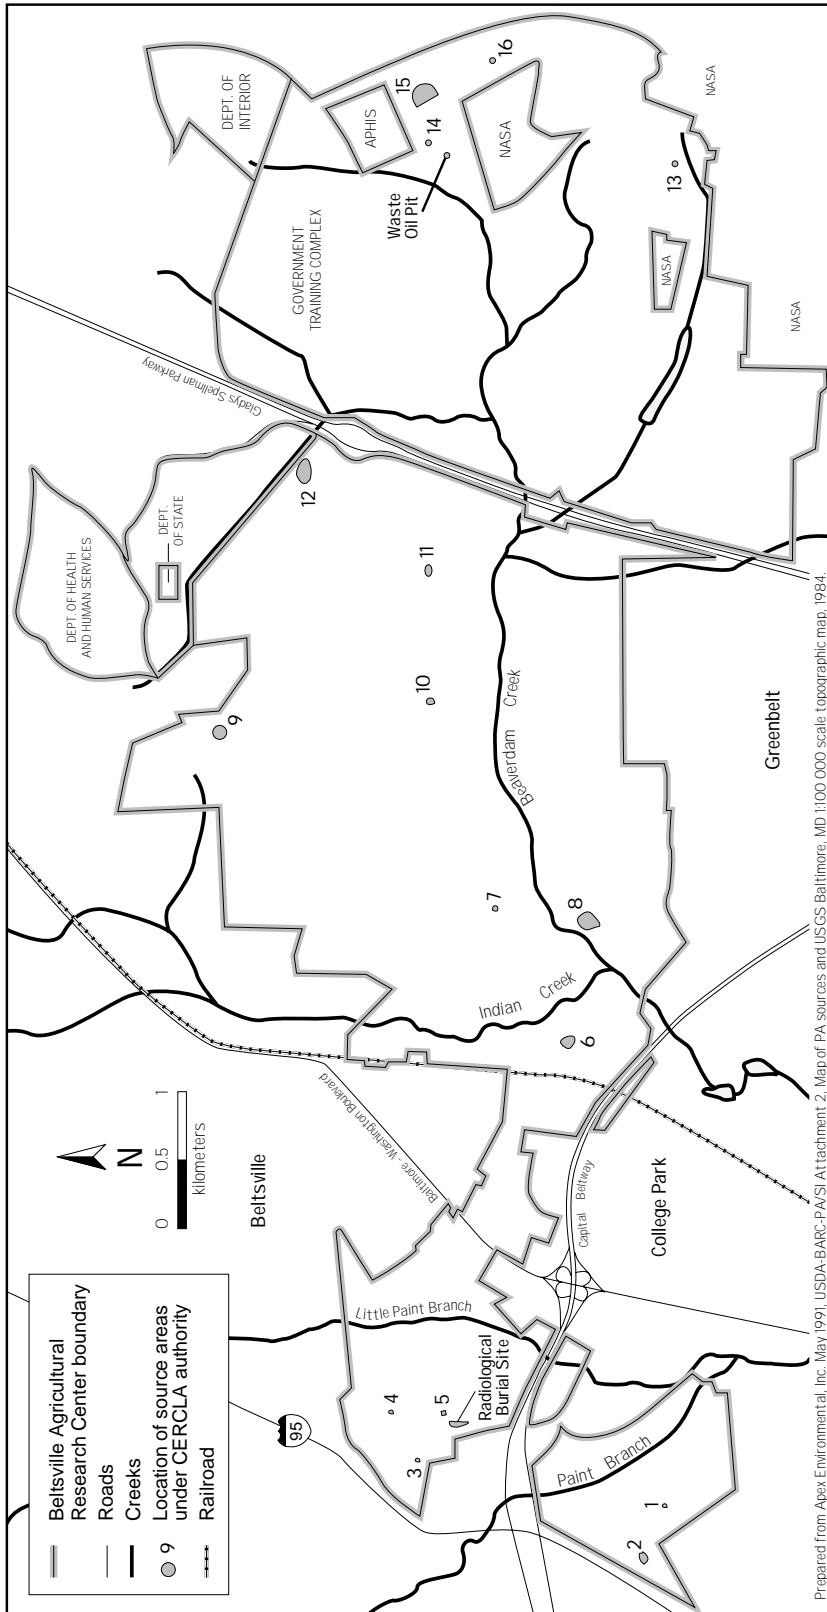 Beltsville Agricultural
Research Center boundary
Roads
Creeks
9
Location of source areas
under CERCLA authority
Railroad
N
0
0.5
1
kilometers
DEPT. OF HEALTH
AND HUMAN SERVICES
DEPT.
OF STATE
DEPT. OF
INTERIOR
Gladys Spellman Parkway
GOVERNMENT
TRAINING COMPLEX
APHIS
15
16
14
Waste
Oil Pit
NASA
NASA
13
NASA
NASA
12
11
10
9
Beltsville
95
Baltimore - Washington Boulevard
Little Paint Branch
4
5
3
Radiological
Burial Site
Indian Creek
Beaverdam Creek
7
8
6
Capital Beltway
College Park
Greenbelt
Paint Branch
1
2
Prepared from Apex Environmental, Inc. May 1991, USDA-BARC-PA/SI Attachment 2, Map of PA sources and USGS Baltimore, MD 1:100 000 scale topographic map, 1984.